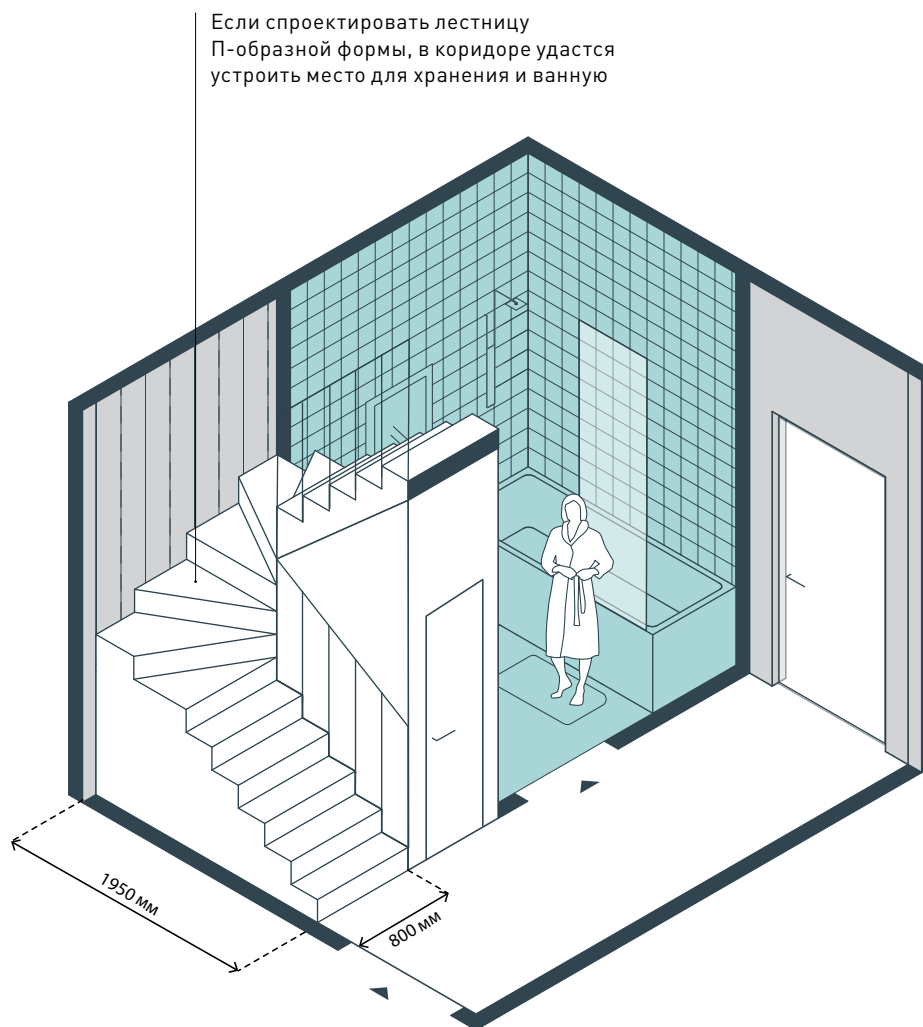 Если спроектировать лестницу
П-образной формы, в коридоре удастся
устроить место для хранения и ванную
1950 мм
800 мм